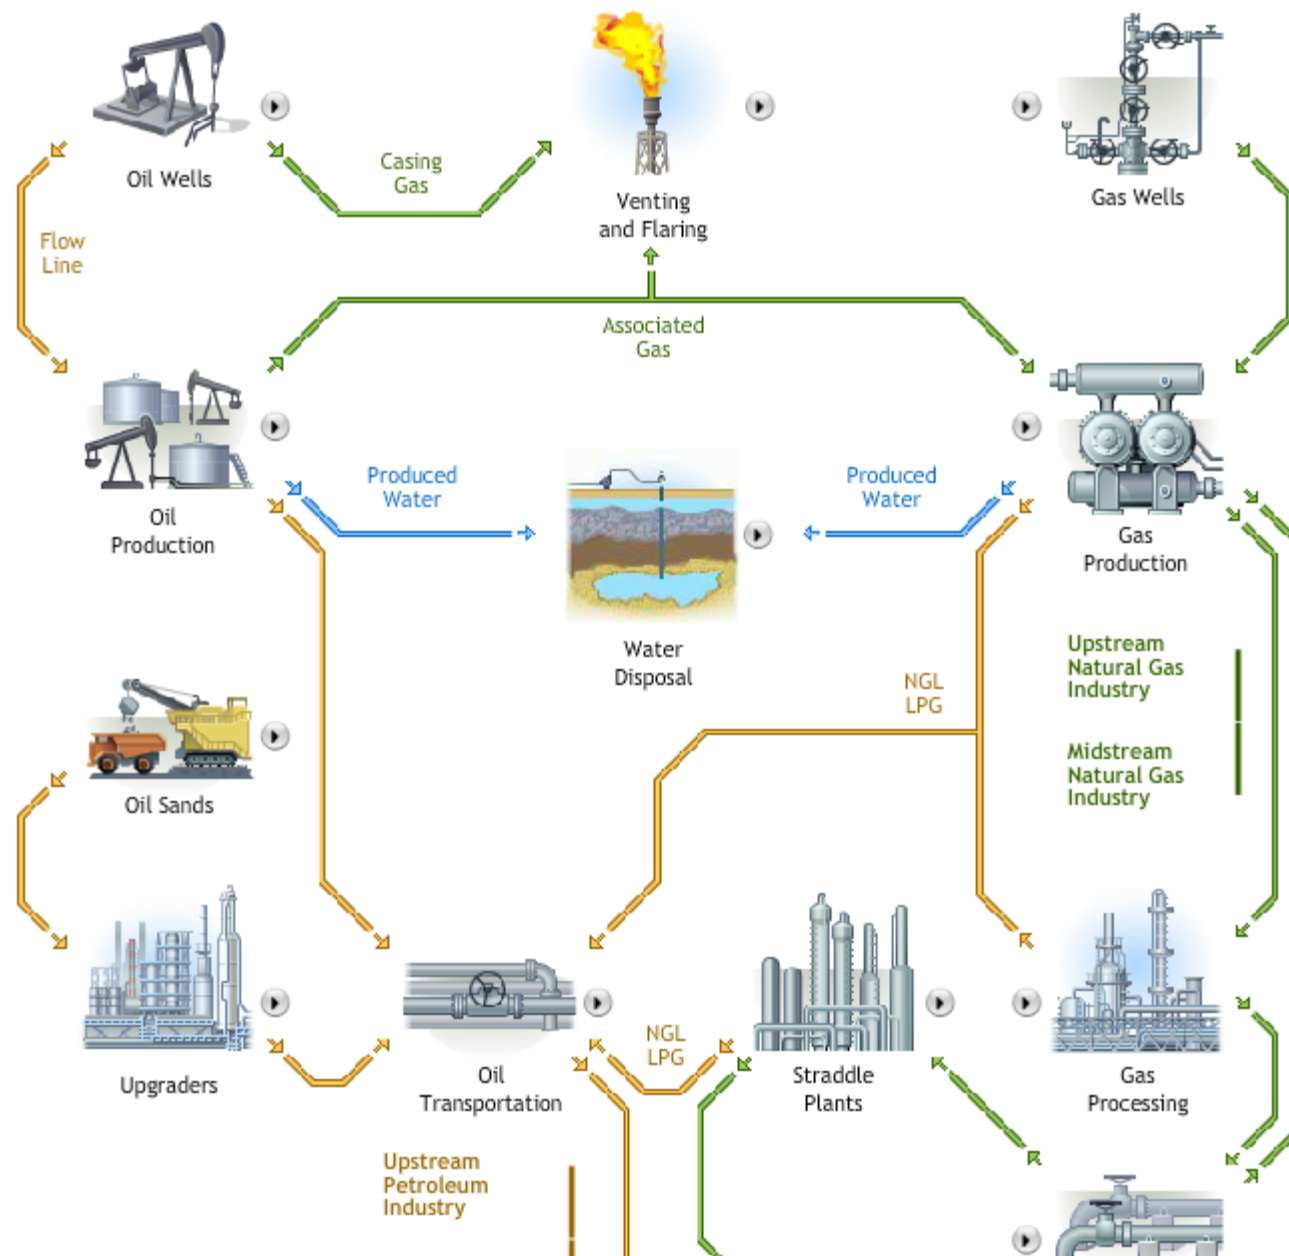 Oil Wells
Casing
Gas
Venting
and Flaring
Gas Wells
Flow
Line
Associated
Gas
Oil
Production
Produced
Water
Produced
Water
Gas
Production
Water
Disposal
Upstream
Natural Gas
Industry
NGL
LPG
Midstream
Natural Gas
Industry
Oil Sands
Upgraders
Oil
Transportation
NGL
LPG
Straddle
Plants
Gas
Processing
Upstream
Petroleum
Industry